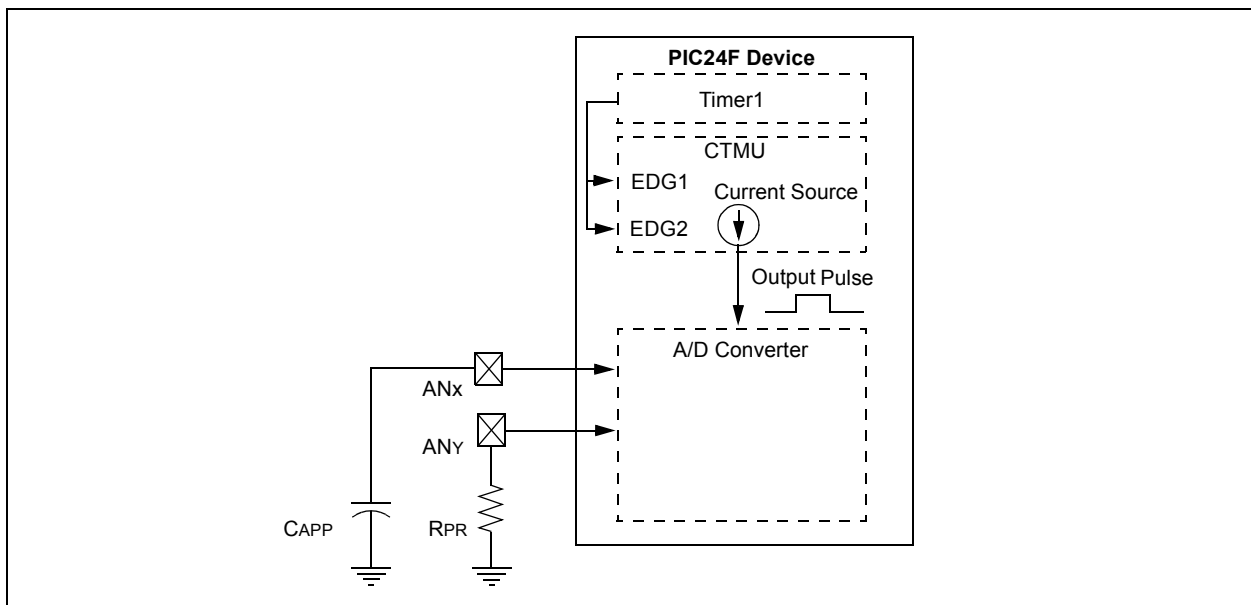 PIC24F Device
Timer1
CTMU
EDG1
Current Source
EDG2
Output Pulse
A/D Converter
ANX
ANY
CAPP
RPR